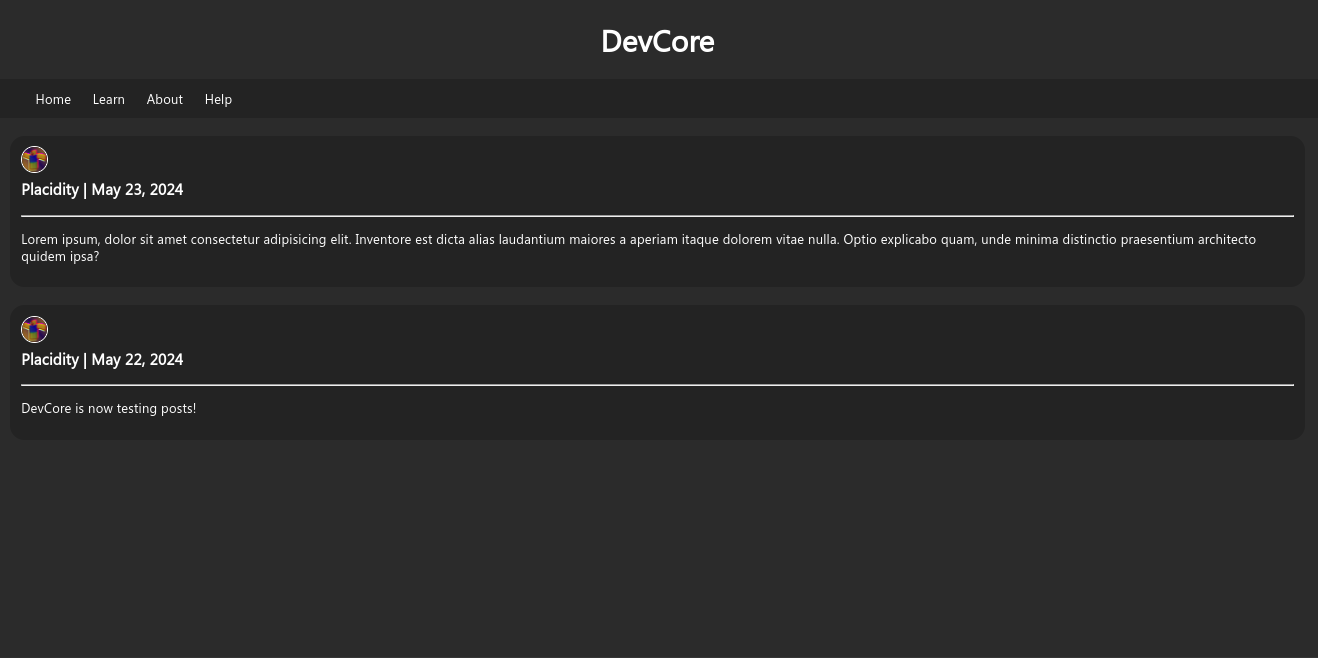 DevCore
Home Learn About Help
Placidity | May 23, 2024
Lorem ipsum, dolor sit amet consectetur adipisicing elit. Inventore est dicta alias laudantium maiores a aperiam itaque dolorem vitae nulla. Optio explicabo quam, unde minima distinctio praesentium architecto
quidem ipsa?
Placidity | May 22, 2024
DevCore is now testing posts!